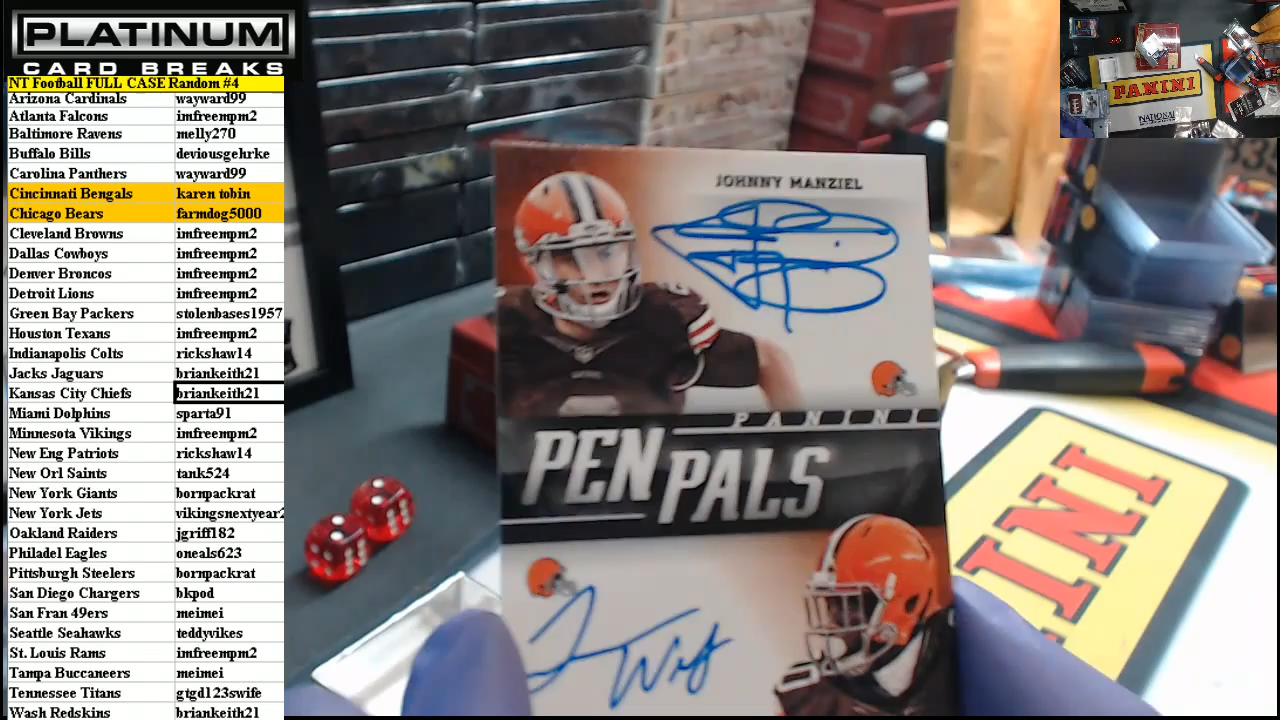 PLATINUM
CARD BREAKS
NT Football FULL CASE Random #4
Arizona Cardinals wayward99
Atlanta Falcons imfreempm2
Baltimore Ravens melly270
Buffalo Bills deviousgehrke
Carolina Panthers wayward99
Cincinnati Bengals karen tobin
Chicago Bears farmdog5000
Cleveland Browns imfreempm2
Dallas Cowboys imfreempm2
Denver Broncos imfreempm2
Detroit Lions imfreempm2
Green Bay Packers stolenbases1957
Houston Texans imfreempm2
Indianapolis Colts rickshaw14
Jacks Jaguars briankeith21
Kansas City Chiefs briankeith21
Miami Dolphins sparta91
Minnesota Vikings imfreempm2
New Eng Patriots rickshaw14
New Orl Saints tank524
New York Giants bornpackrat
New York Jets vikingsnextyear2
Oakland Raiders jgriff182
Philadel Eagles oneals623
Pittsburgh Steelers bornpackrat
San Diego Chargers bkpod
San Fran 49ers meimei
Seattle Seahawks teddyvikes
St. Louis Rams imfreempm2
Tampa Buccaneers meimei
Tennessee Titans gtgd123swife
Wash Redskins briankeith21
JOHNNY MANZIEL
PANINI
PEN PALS
PANINI
NATIONAL
INI